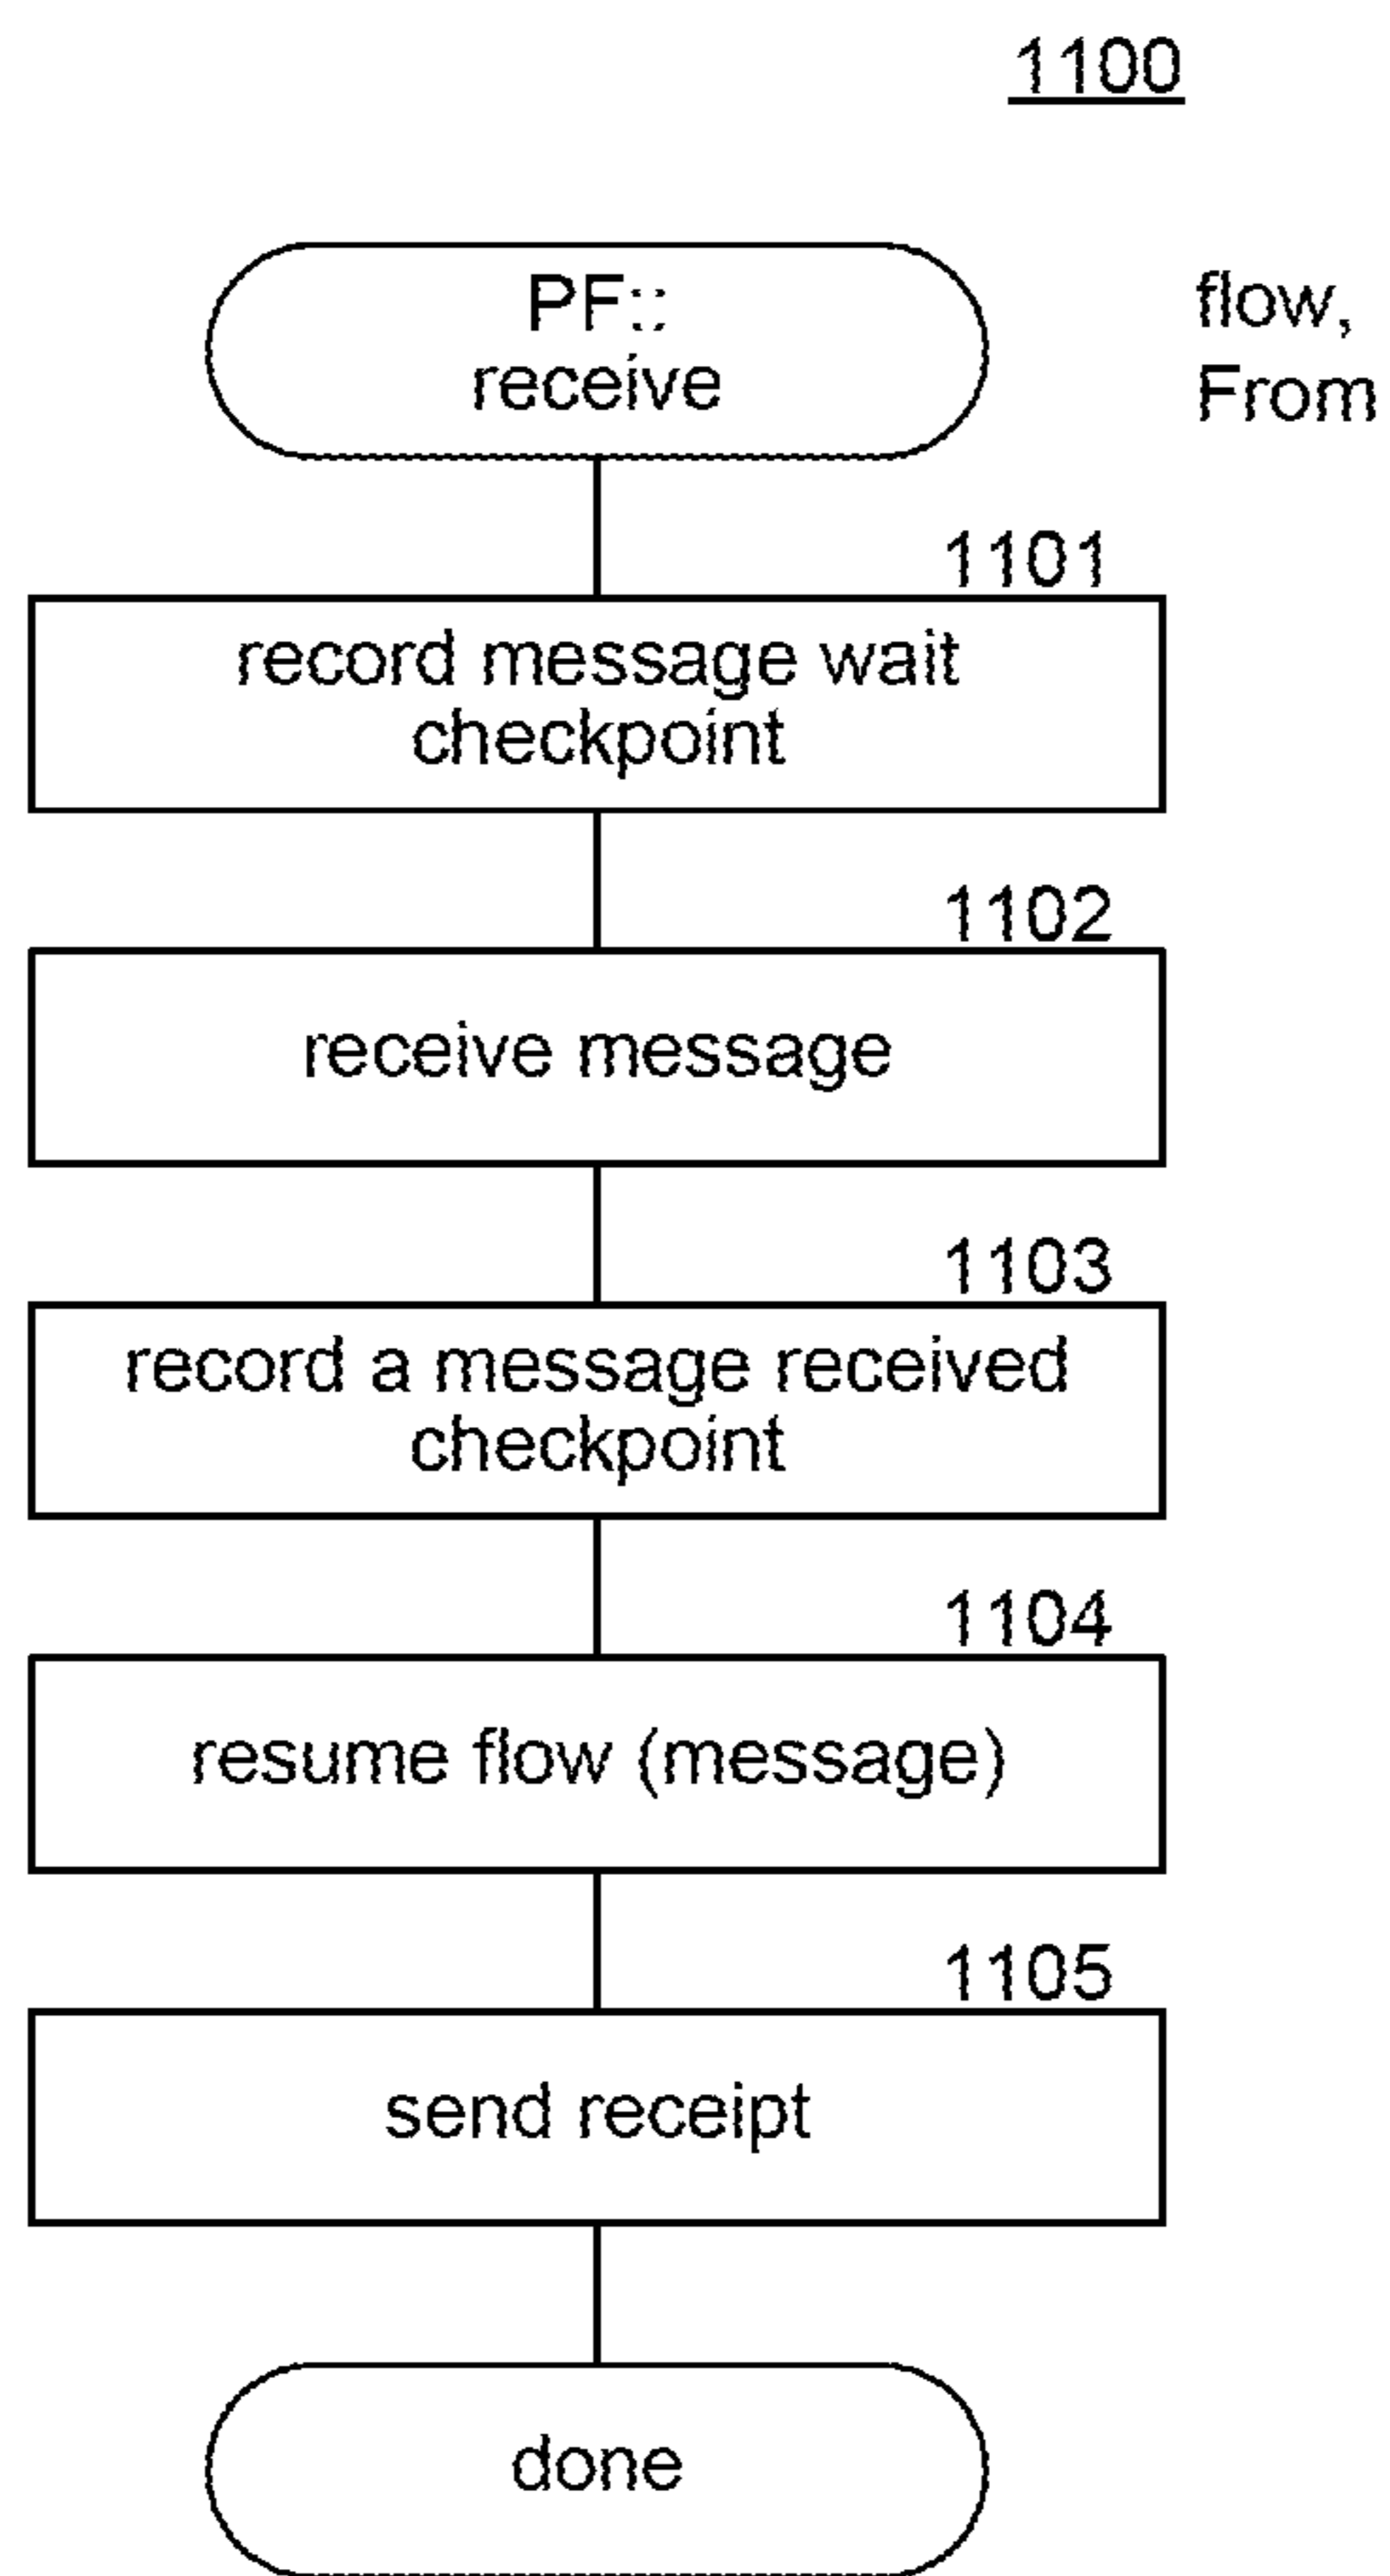 1100
PF::
receive
flow,
From
1101
record message wait
checkpoint
1102
receive message
1103
record a message received
checkpoint
1104
resume flow (message)
1105
send receipt
done